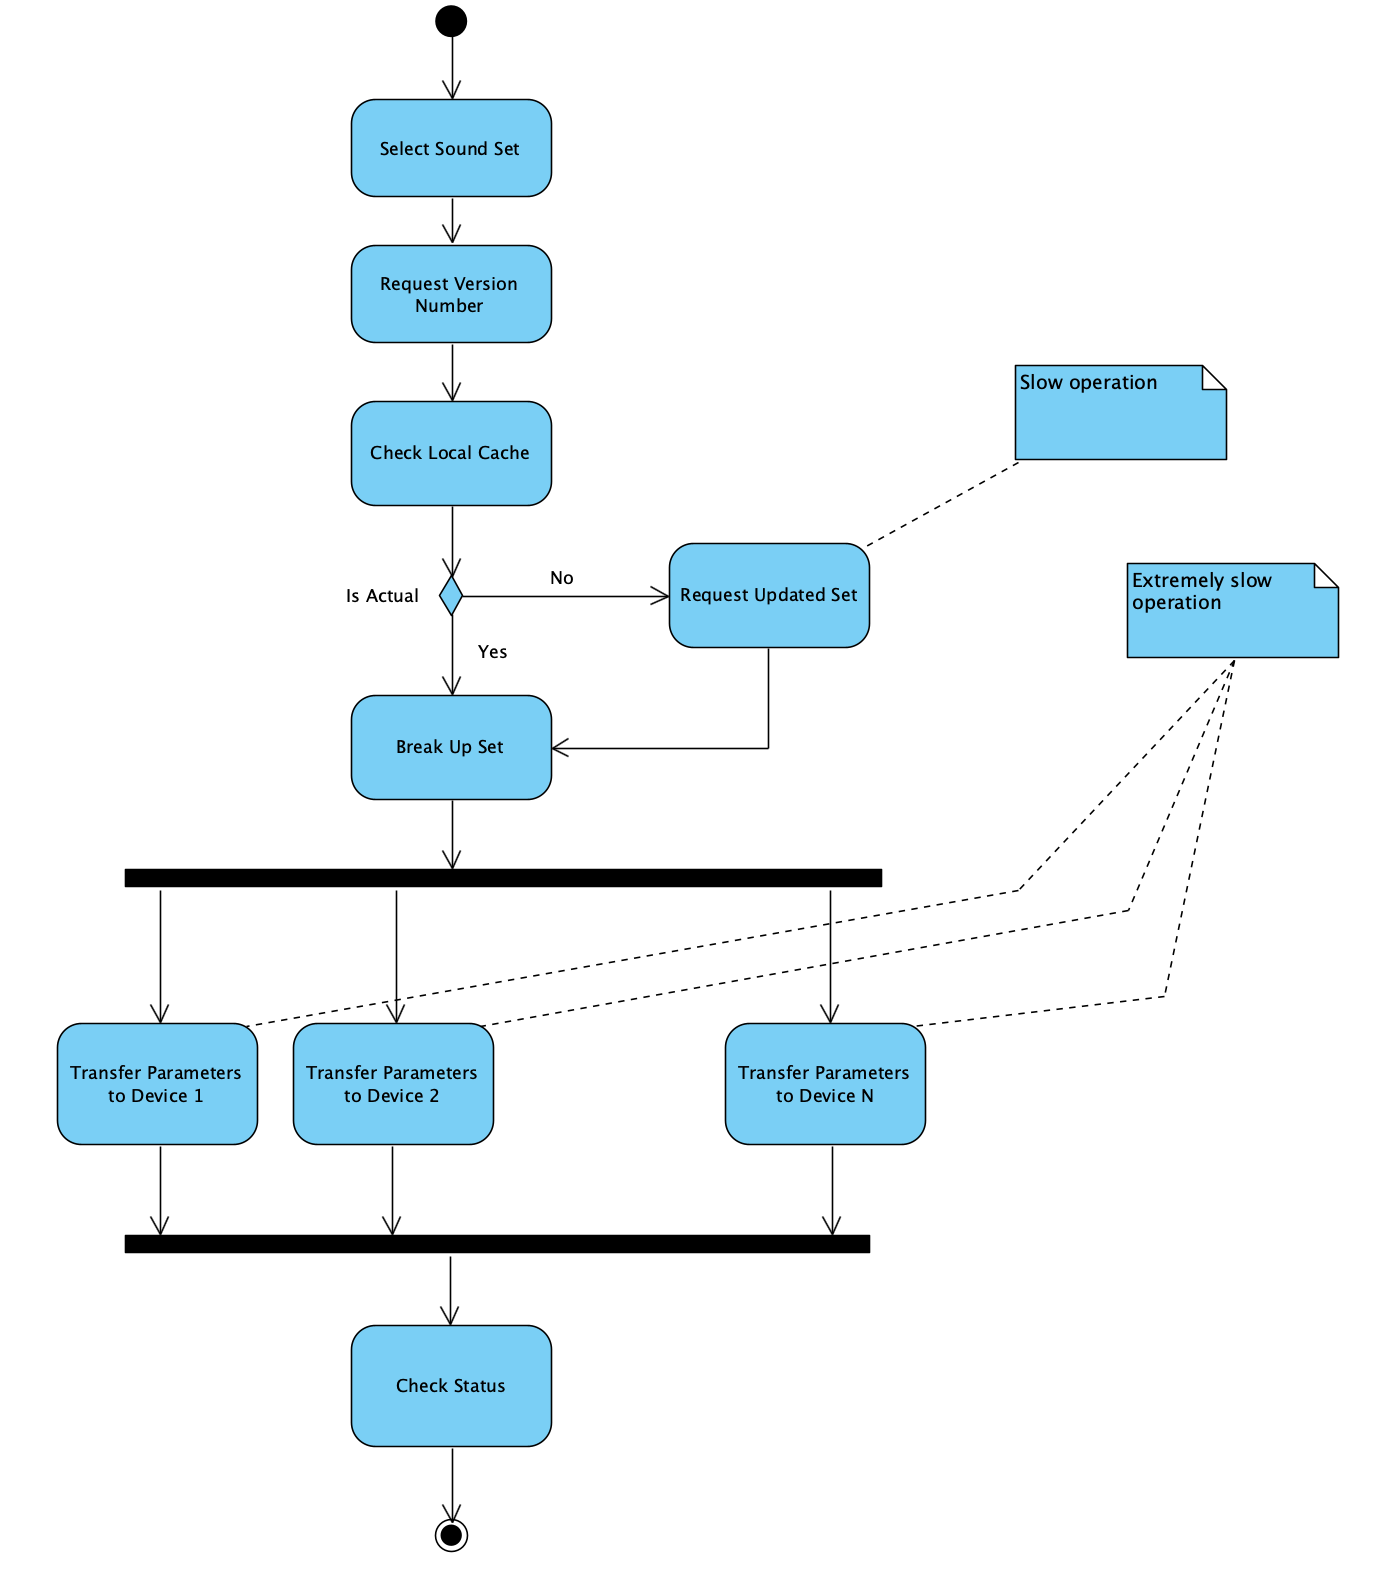 Select Sound Set
Request Version
Number
Slow operation
Check Local Cache
Is Actual
No
Request Updated Set
Extremely slow
operation
Yes
Break Up Set
Transfer Parameters
to Device 1
Transfer Parameters
to Device 2
Transfer Parameters
to Device N
Check Status